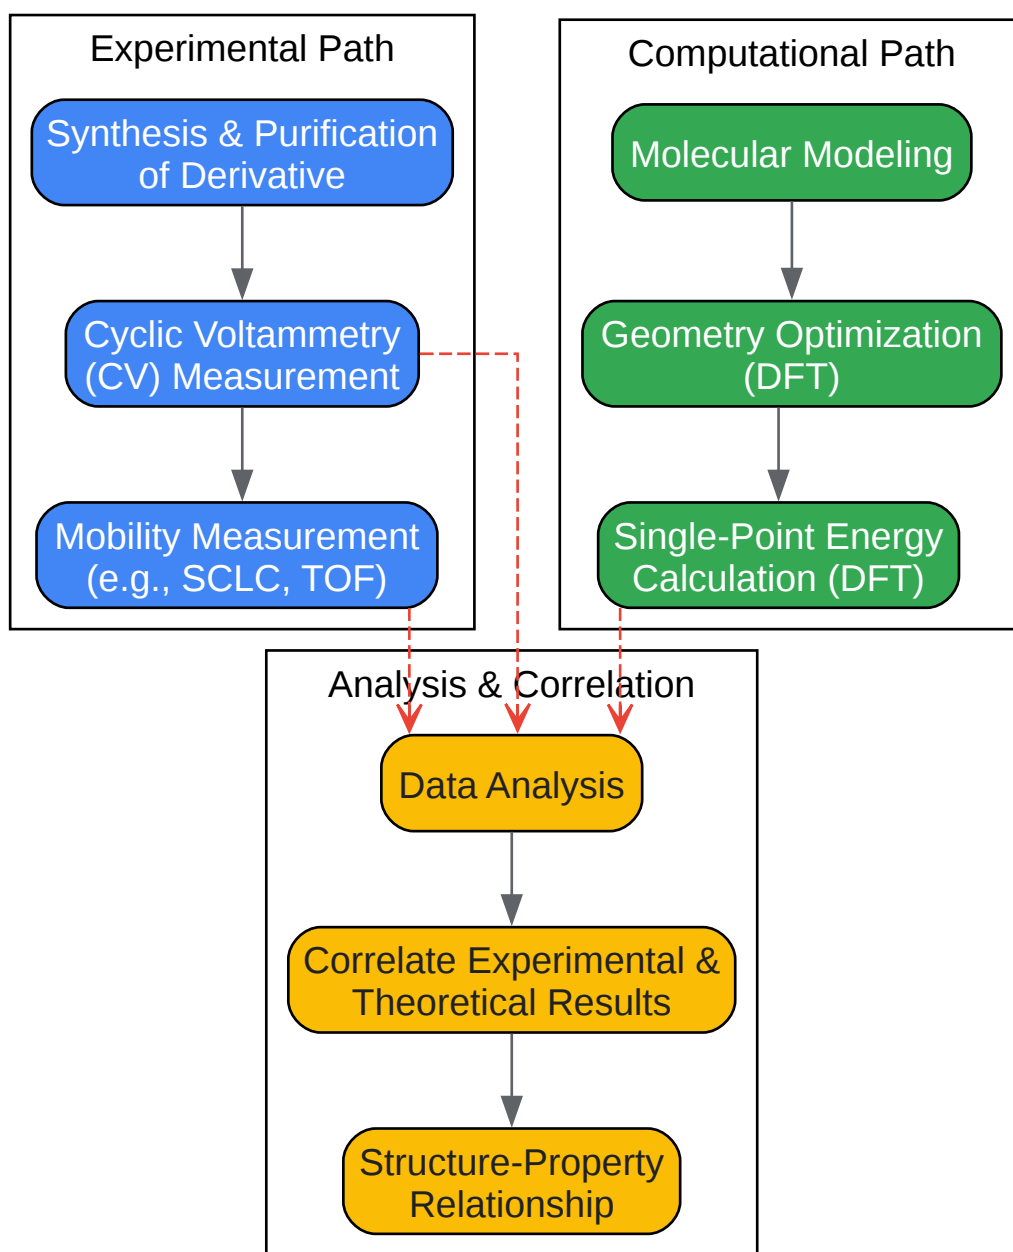 Experimental Path
Synthesis & Purification
of Derivative
Cyclic Voltammetry
(CV) Measurement
Mobility Measurement
(e.g., SCLC, TOF)
Computational Path
Molecular Modeling
Geometry Optimization
(DFT)
Single-Point Energy
Calculation (DFT)
Analysis & Correlation
Data Analysis
Correlate Experimental &
Theoretical Results
Structure-Property
Relationship